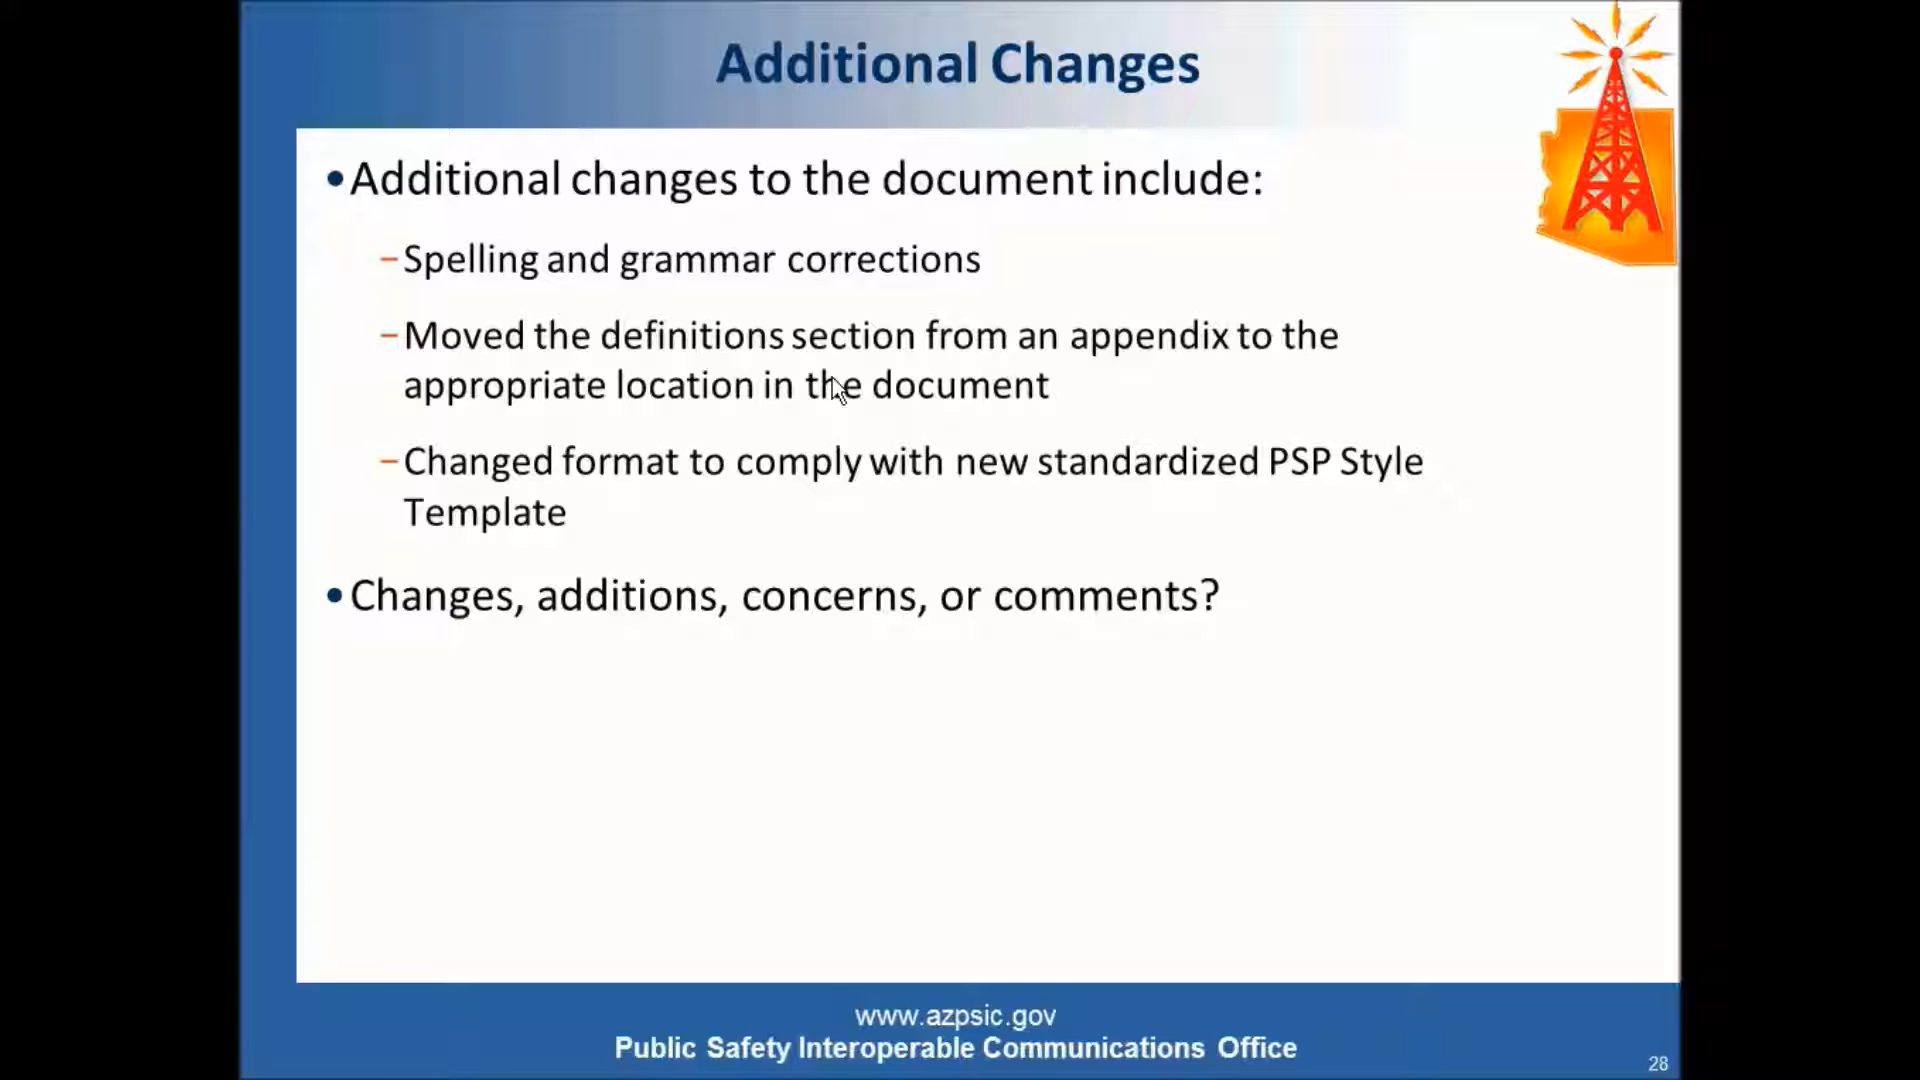 Additional Changes
•Additional changes to the document include:
–Spelling and grammar corrections
–Moved the definitions section from an appendix to the
appropriate location in the document
–Changed format to comply with new standardized PSP Style
Template
•Changes, additions, concerns, or comments?
www.azpsic.gov
Public Safety Interoperable Communications Office
28